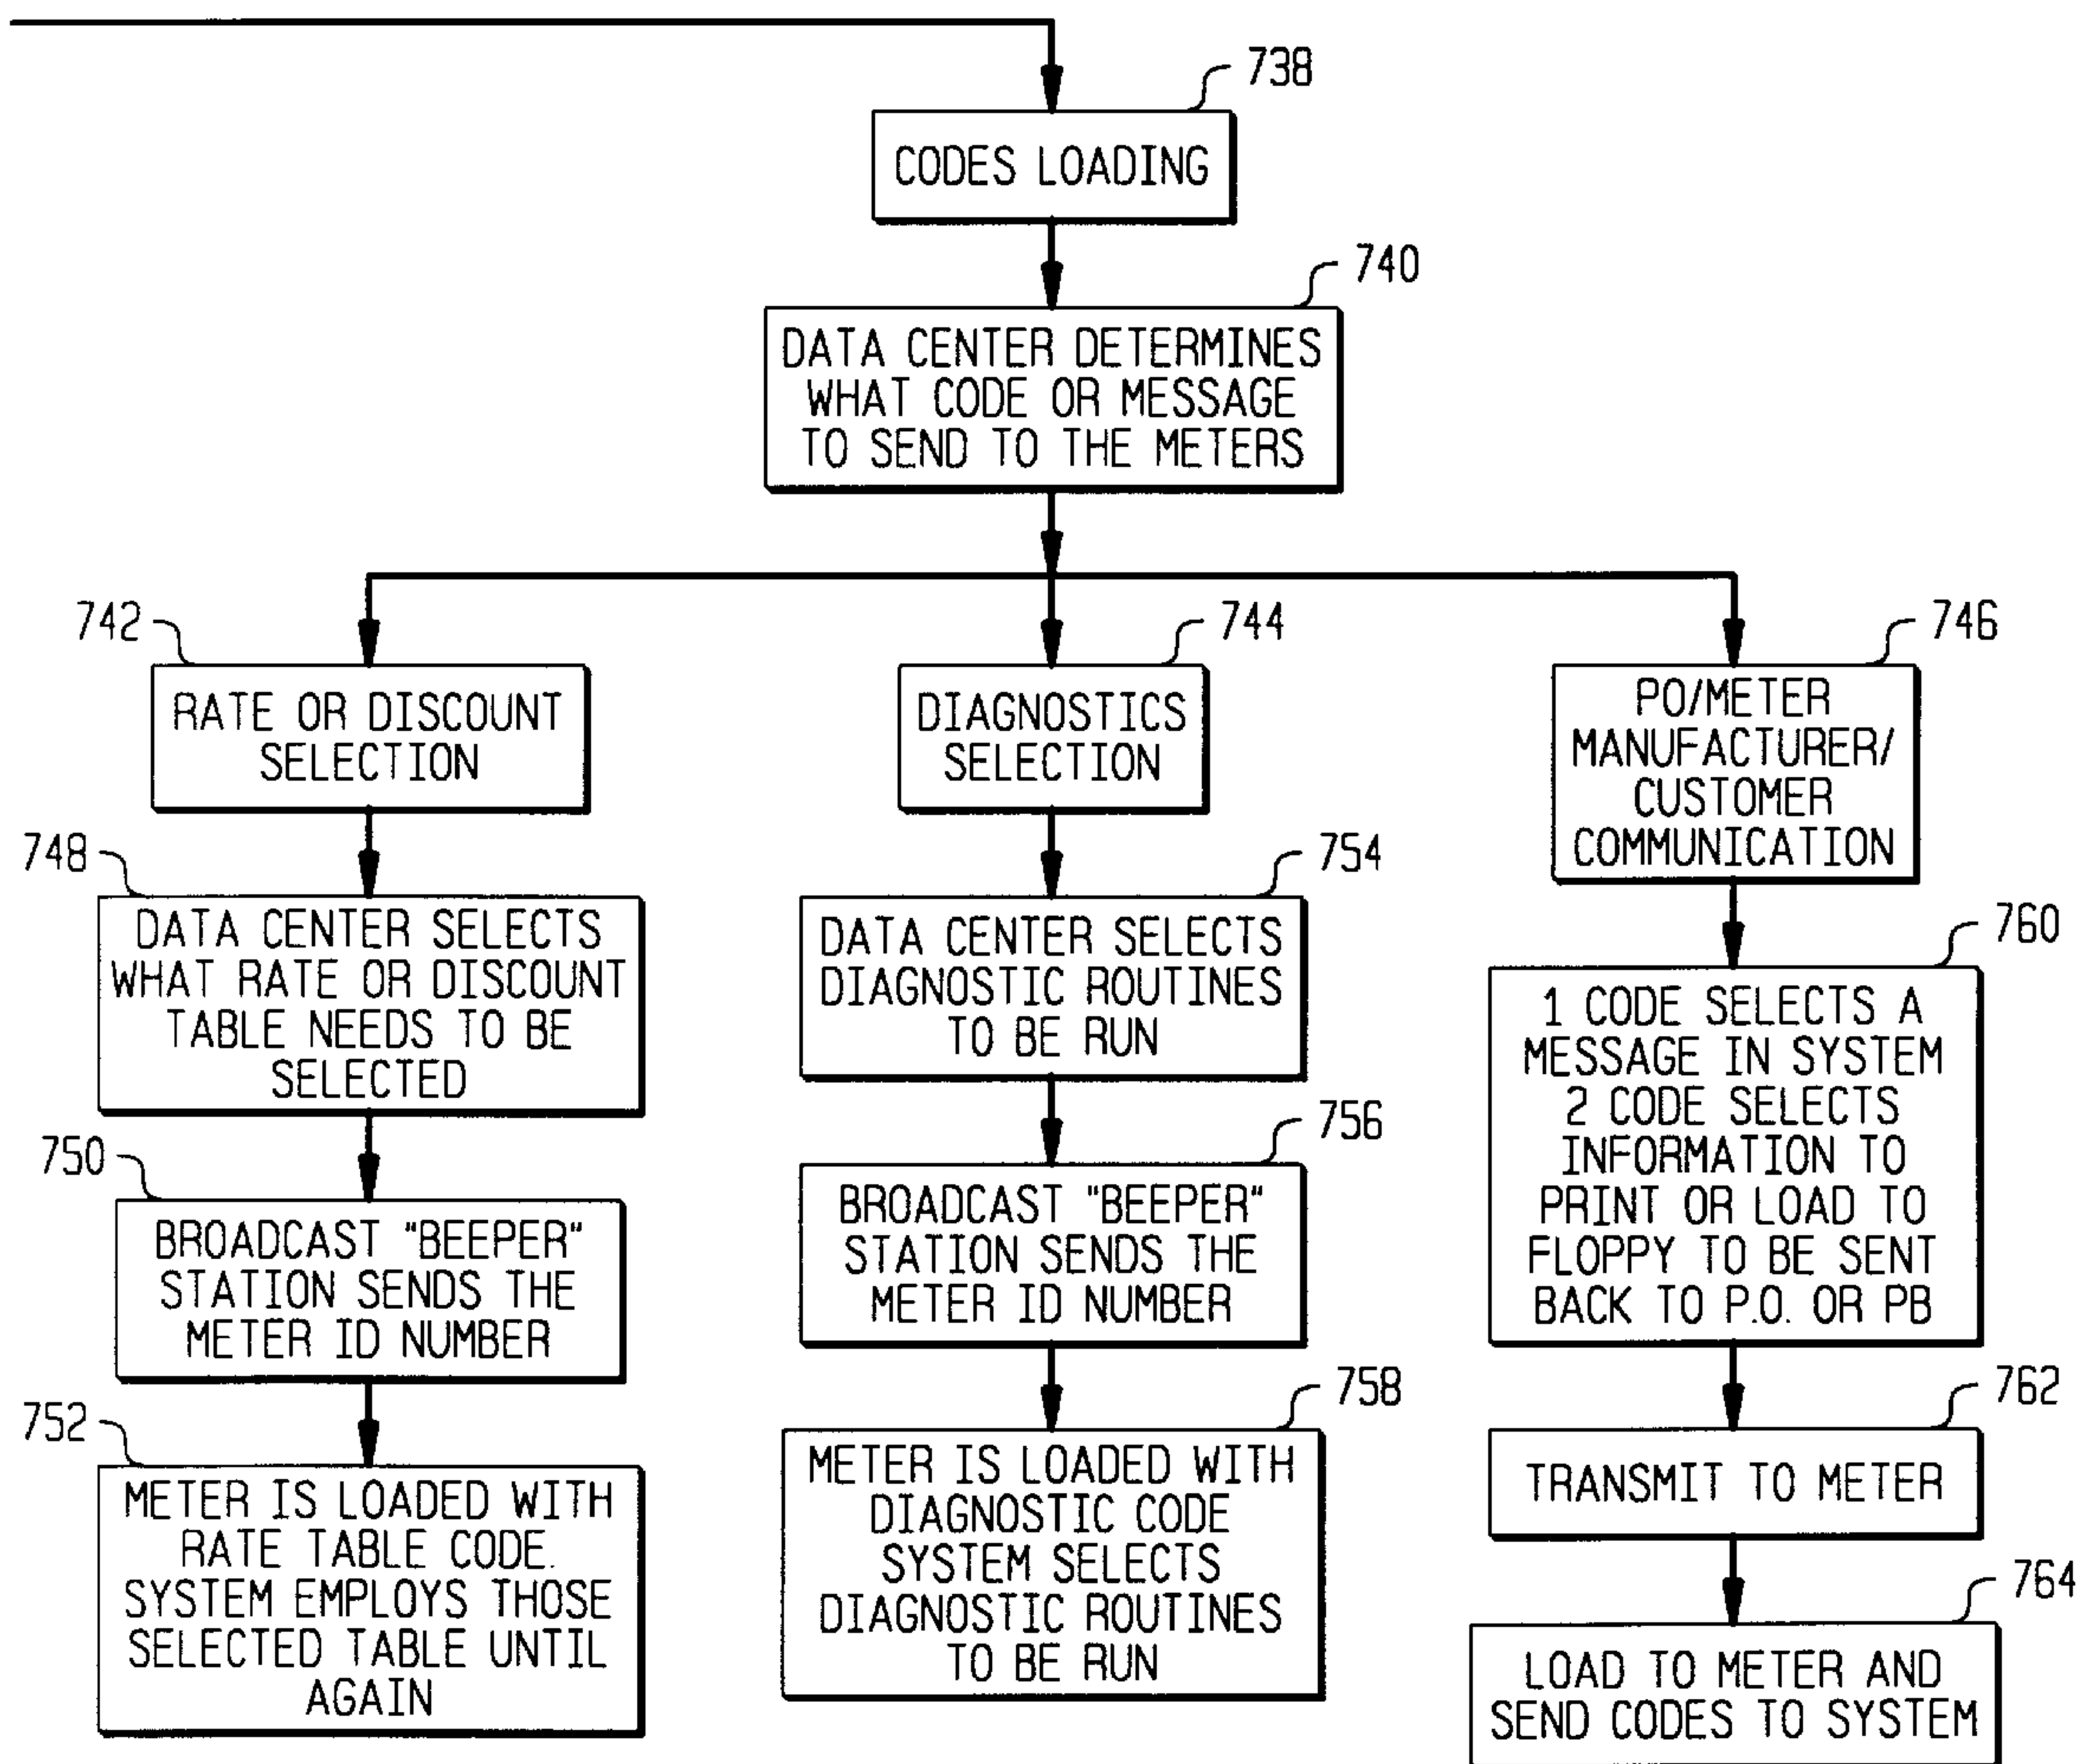 738
CODES LOADING
740
DATA CENTER DETERMINES
WHAT CODE OR MESSAGE
TO SEND TO THE METERS
742
RATE OR DISCOUNT
SELECTION
744
DIAGNOSTICS
SELECTION
746
PO/METER
MANUFACTURER/
CUSTOMER
COMMUNICATION
748
DATA CENTER SELECTS
WHAT RATE OR DISCOUNT
TABLE NEEDS TO BE
SELECTED
754
DATA CENTER SELECTS
DIAGNOSTIC ROUTINES
TO BE RUN
760
1 CODE SELECTS A
MESSAGE IN SYSTEM
2 CODE SELECTS
INFORMATION TO
PRINT OR LOAD TO
FLOPPY TO BE SENT
BACK TO P.O. OR PB
750
BROADCAST "BEEPER"
STATION SENDS THE
METER ID NUMBER
756
BROADCAST "BEEPER"
STATION SENDS THE
METER ID NUMBER
762
TRANSMIT TO METER
752
METER IS LOADED WITH
RATE TABLE CODE.
SYSTEM EMPLOYS THOSE
SELECTED TABLE UNTIL
AGAIN
758
METER IS LOADED WITH
DIAGNOSTIC CODE
SYSTEM SELECTS
DIAGNOSTIC ROUTINES
TO BE RUN
764
LOAD TO METER AND
SEND CODES TO SYSTEM